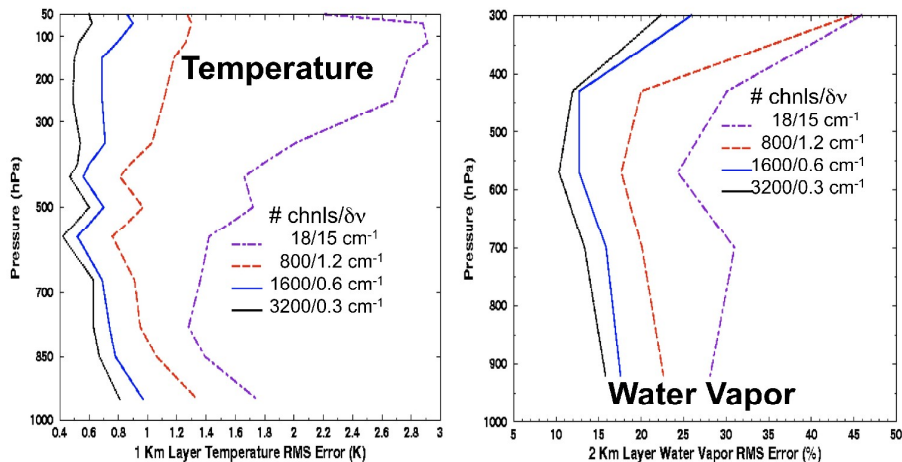 Temperature
Pressure (hPa)
50
100
200
300
500
700
850
1000
0.4 0.6 0.8 1 1.2 1.4 1.6 1.8 2 2.2 2.4 2.6 2.8 3
1 Km Layer Temperature RMS Error (K)
# chnls/δν
18/15 cm⁻¹
800/1.2 cm⁻¹
1600/0.6 cm⁻¹
3200/0.3 cm⁻¹
Water Vapor
Pressure (hPa)
300
400
500
600
700
800
900
1000
5 10 15 20 25 30 35 40 45 50
2 Km Layer Water Vapor RMS Error (%)
# chnls/δν
18/15 cm⁻¹
800/1.2 cm⁻¹
1600/0.6 cm⁻¹
3200/0.3 cm⁻¹